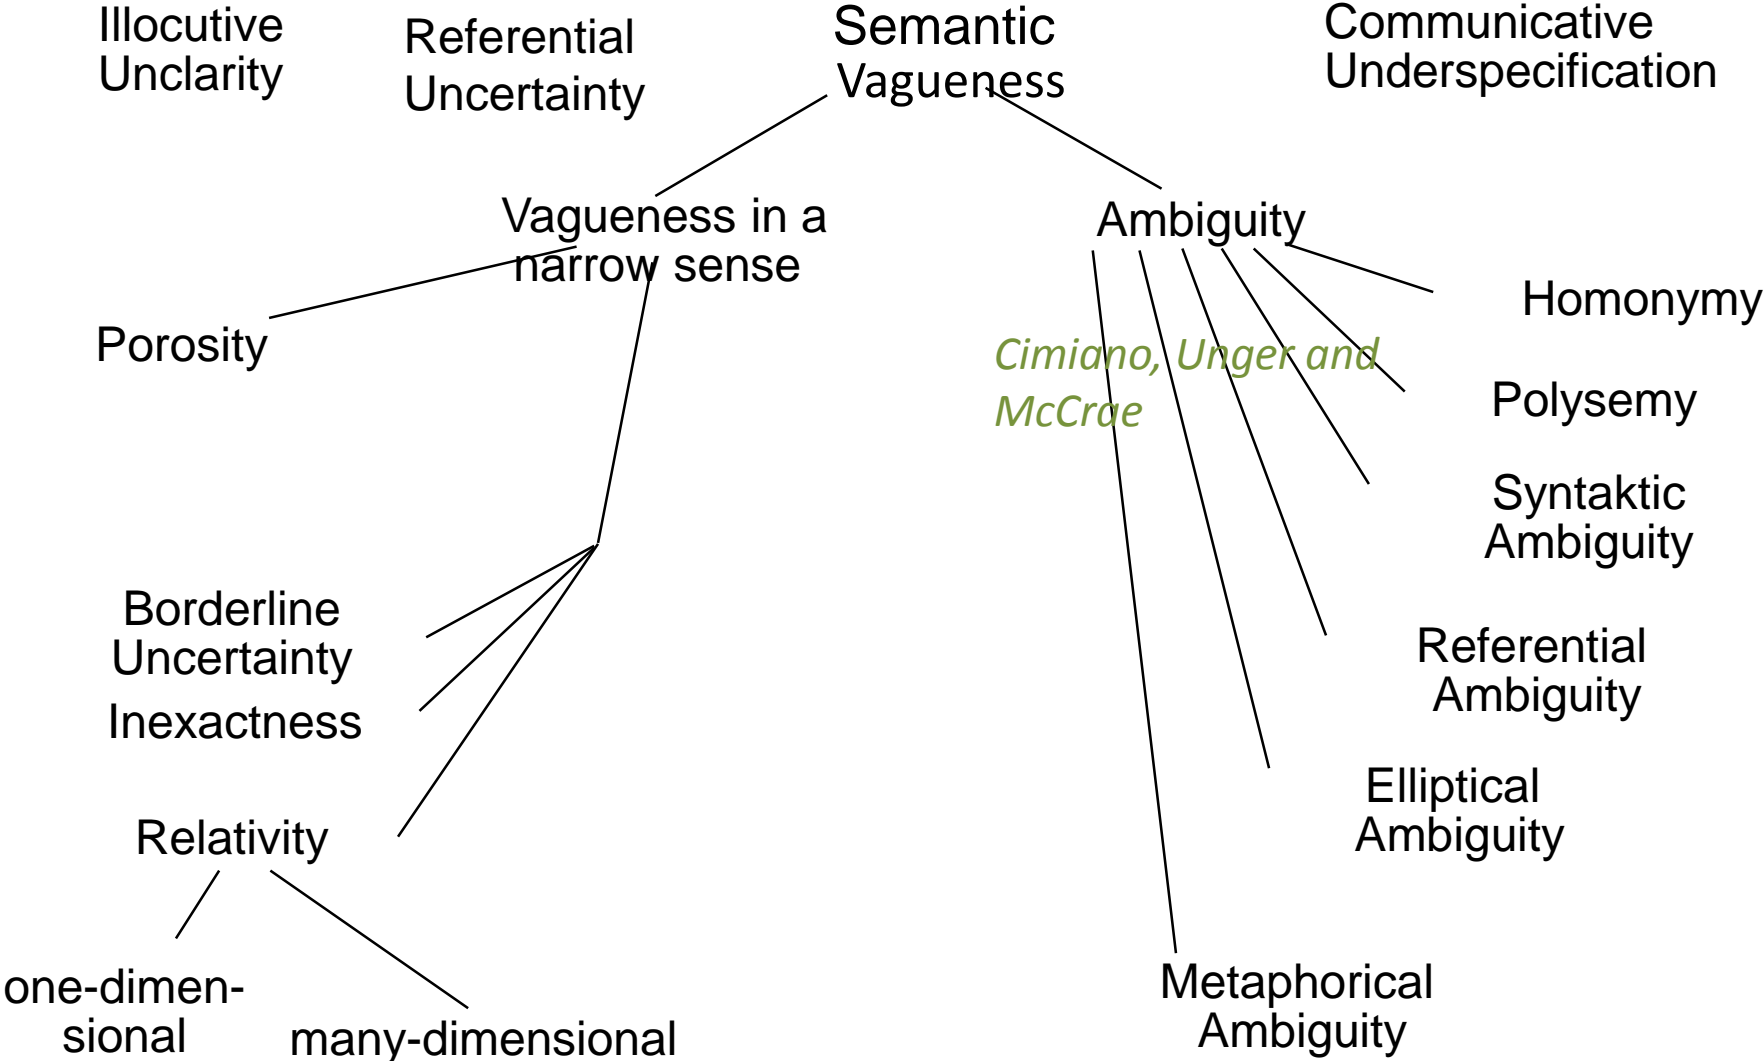 Illocutive
Unclarity
Referential
Uncertainty
Semantic
Vagueness
Communicative
Underspecification
Vagueness in a
narrow sense
Ambiguity
Porosity
Homonymy
Cimiano, Unger and
McCrae
Polysemy
Syntaktic
Ambiguity
Borderline
Uncertainty
Referential
Ambiguity
Inexactness
Elliptical
Ambiguity
Relativity
Metaphorical
Ambiguity
one-dimen-
sional
many-dimensional